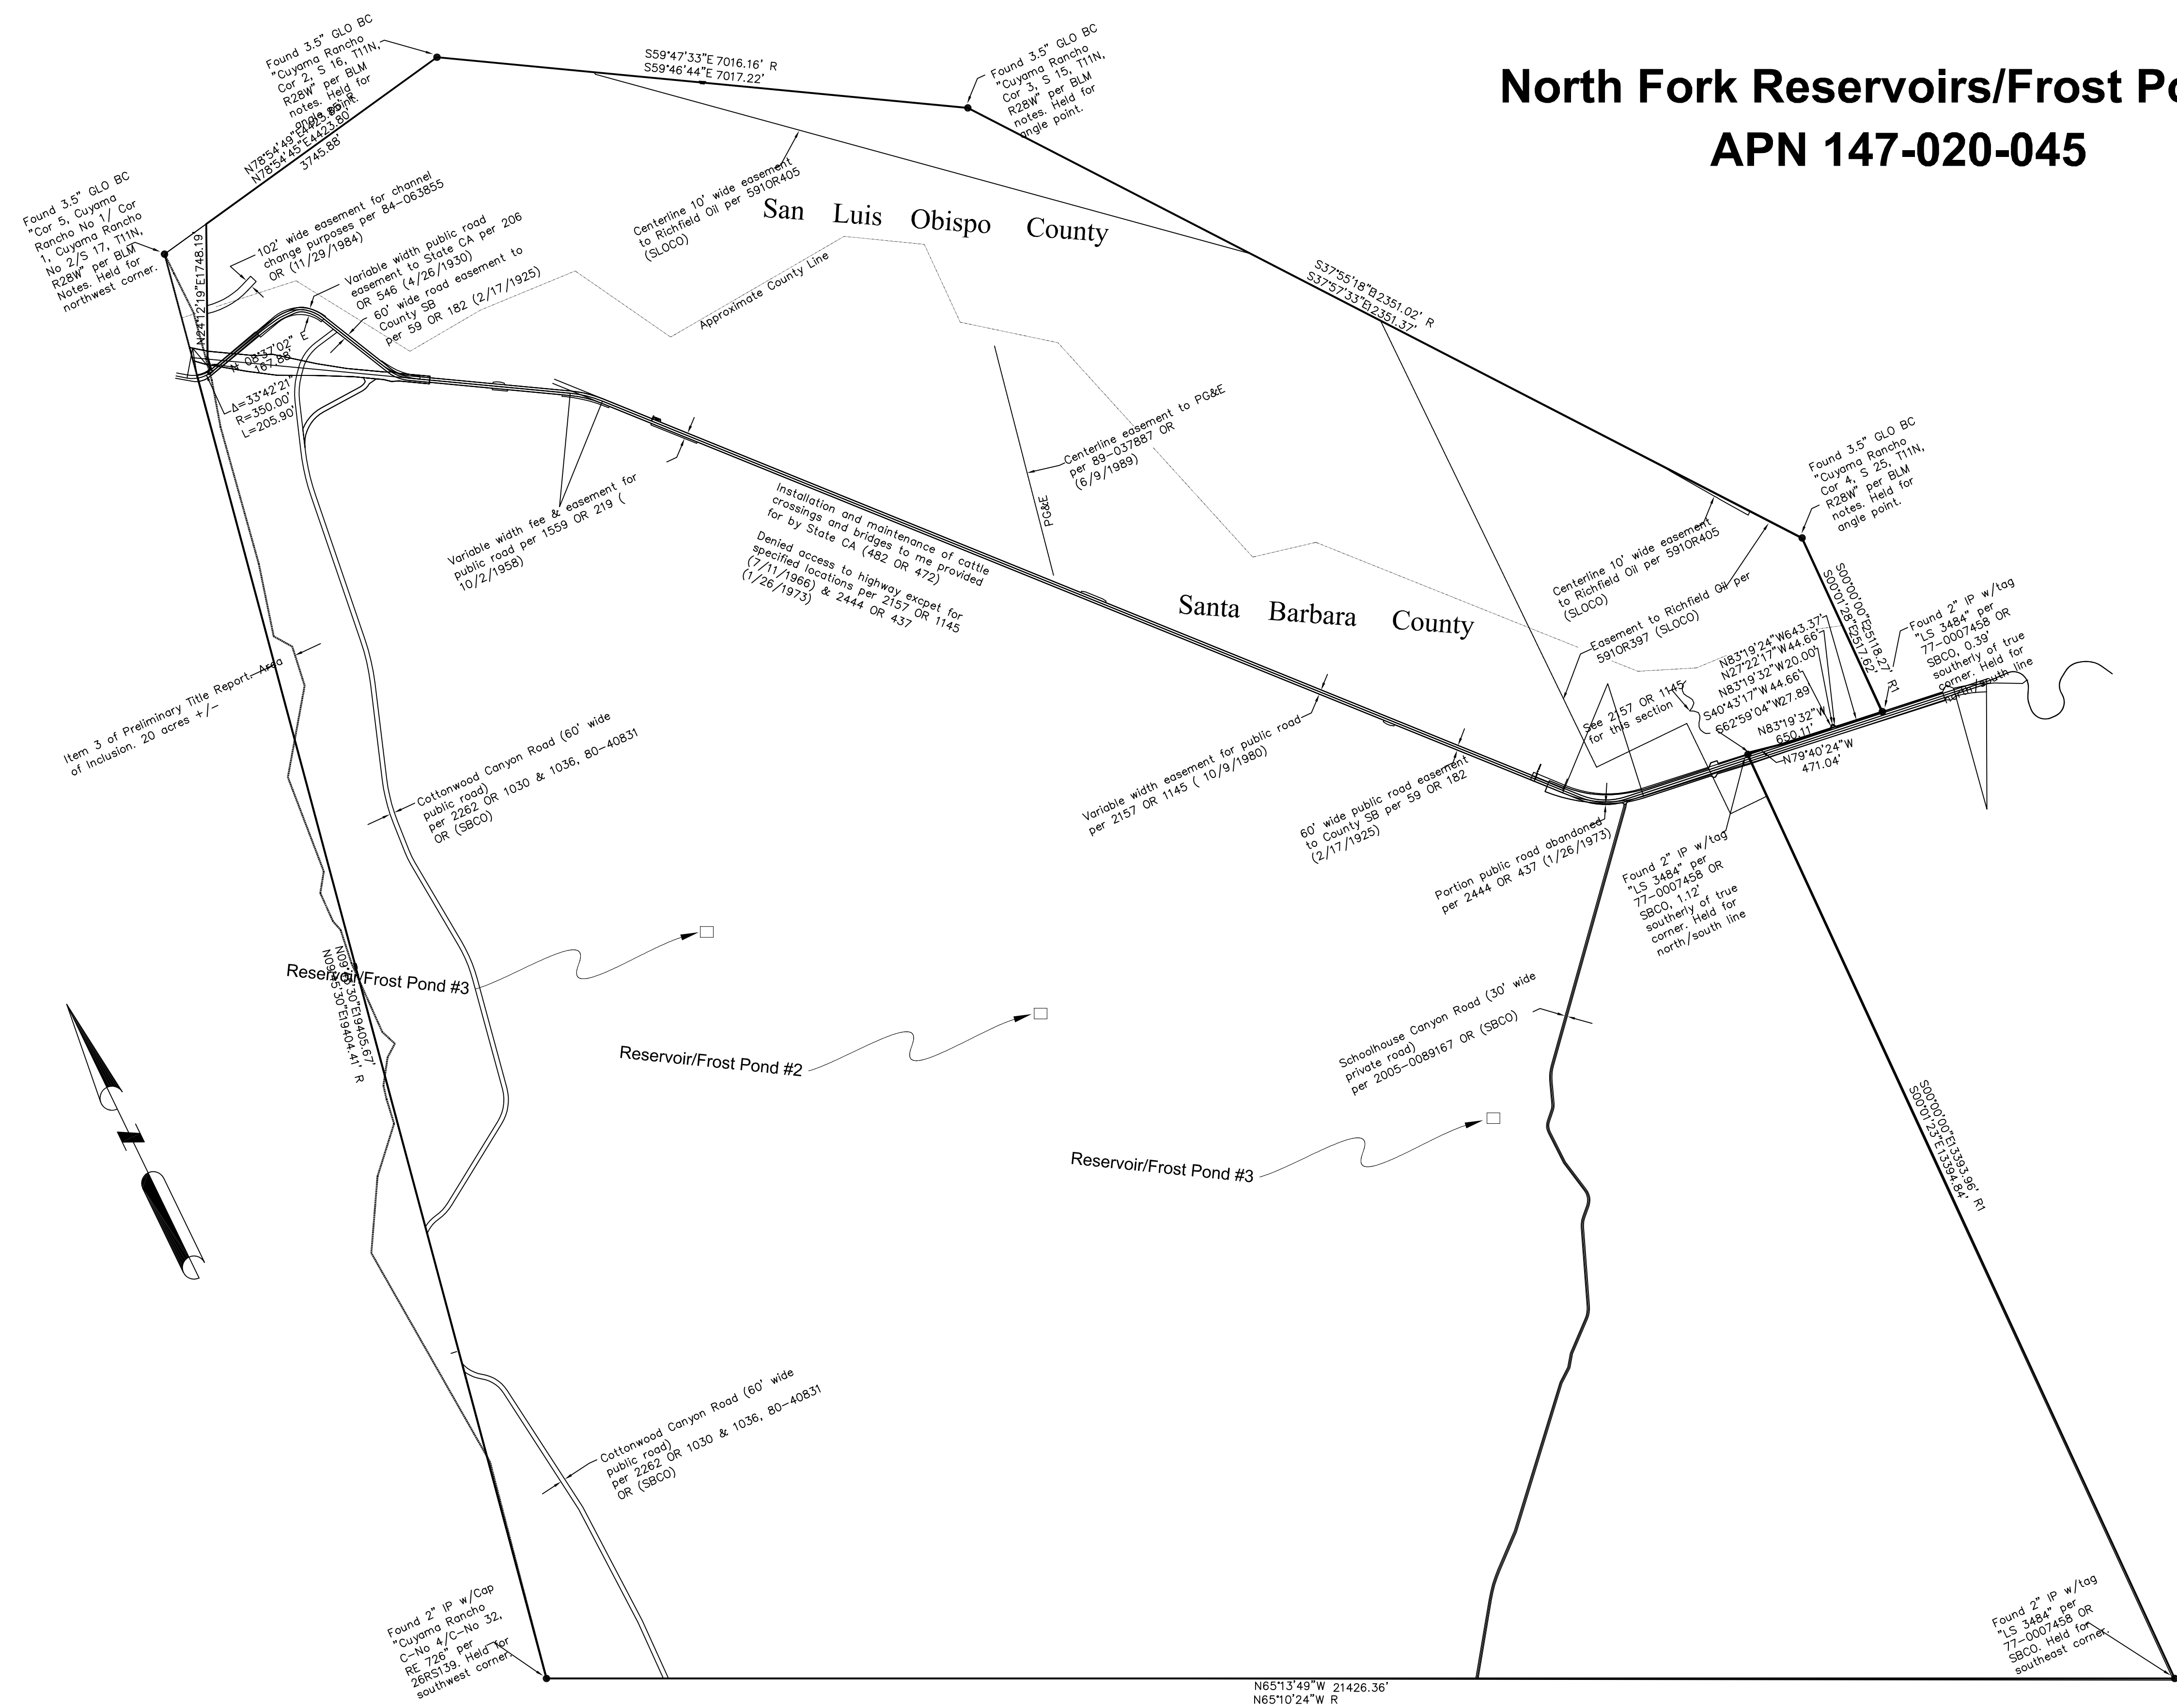 North Fork Reservoirs/Frost Po
APN 147-020-045
Found 3.5" GLO BC
"Cuyama Rancho
Cor 2, S 16, T11N,
R28W" per BLM
notes. Held for
angle point.
S59°47'33"E 7016.16' R
S59°46'44"E 7017.22'
Found 3.5" GLO BC
"Cuyama Rancho
Cor 3, S 15, T11N,
R28W" per BLM
notes. Held for
angle point.
N78°54'49"E4423.85' R
N78°54'45"E4423.80'
3745.88'
Found 3.5" GLO BC
"Cor 5, Cuyama
Rancho No 1/ Cor
1, Cuyama Rancho
No 2/S 17, T11N,
R28W" per BLM
Notes. Held for
northwest corner.
N24°12'19"E1748.19'
102' wide easement for channel
change purposes per 84-063855
OR (11/29/1984)
Variable width public road
easement to State CA per 206
OR 546 (4/26/1930)
60' wide road easement to
County SB
per 59 OR 182 (2/17/1925)
Centerline 10' wide easement
to Richfield Oil per 591OR405
(SLOCO)
San Luis Obispo County
Approximate County Line
S37°55'18"E12351.02' R
S37°57'33"E12351.37'
N 08°37'02" E
167.88'
Δ=33°42'21"
R=350.00'
L=205.90'
Centerline easement to PG&E
per 89-037887 OR
(6/9/1989)
PG&E
Variable width fee & easement for
public road per 1559 OR 219 (
10/2/1958)
Installation and maintenance of cattle
crossings and bridges to me provided
for by State CA (482 OR 472)
Denied access to highway excpet for
specified locations per 2157 OR 1145
(7/11/1966) & 2444 OR 437
(1/26/1973)
Found 3.5" GLO BC
"Cuyama Rancho
Cor 4, S 25, T11N,
R28W" per BLM
notes. Held for
angle point.
Centerline 10' wide easement
to Richfield Oil per 591OR405
(SLOCO)
Easement to Richfield Oil per
591OR397 (SLOCO)
Santa Barbara County
S00°00'00"E25118.27' R1
S00°01'28"E2517.62'
Found 2" IP w/tag
"LS 3484" per
77-0007458 OR
SBCO, 0.39'
southerly of true
corner. Held for
north/south line
N83°19'24"W643.37'
N27°22'17"W44.66'
N83°19'32"W20.00'
S40°43'17"W44.66'
S62°59'04"W27.89'
N83°19'32"W
650.11'
N79°40'24"W
471.04'
See 2157 OR 1145
for this section
Item 3 of Preliminary Title Report. Area
of Inclusion. 20 acres +/-
Cottonwood Canyon Road (60' wide
public road)
per 2262 OR 1030 & 1036, 80-40831
OR (SBCO)
Variable width easement for public road
per 2157 OR 1145 ( 10/9/1980)
60' wide public road easement
to County SB per 59 OR 182
(2/17/1925)
Portion public road abandoned
per 2444 OR 437 (1/26/1973)
Found 2" IP w/tag
"LS 3484" per
77-0007458 OR
SBCO, 1.12'
southerly of true
corner. Held for
north/south line
Reservoir/Frost Pond #3
N09°45'30"E19404.41' R
Reservoir/Frost Pond #2
Schoolhouse Canyon Road (30' wide
private road)
per 2005-0089167 OR (SBCO)
Reservoir/Frost Pond #3
S00°00'00"E13393.96' R1
S00°01'23"E13394.84'
N
Cottonwood Canyon Road (60' wide
public road)
per 2262 OR 1030 & 1036, 80-40831
OR (SBCO)
Found 2" IP w/Cap
"Cuyama Rancho
C-No 4/C-No 32,
RE 726" per
26RS139. Held for
southwest corner.
Found 2" IP w/tag
"LS 3484" per
77-0007458 OR
SBCO. Held for
southeast corner.
N65°13'49"W 21426.36'
N65°10'24"W R